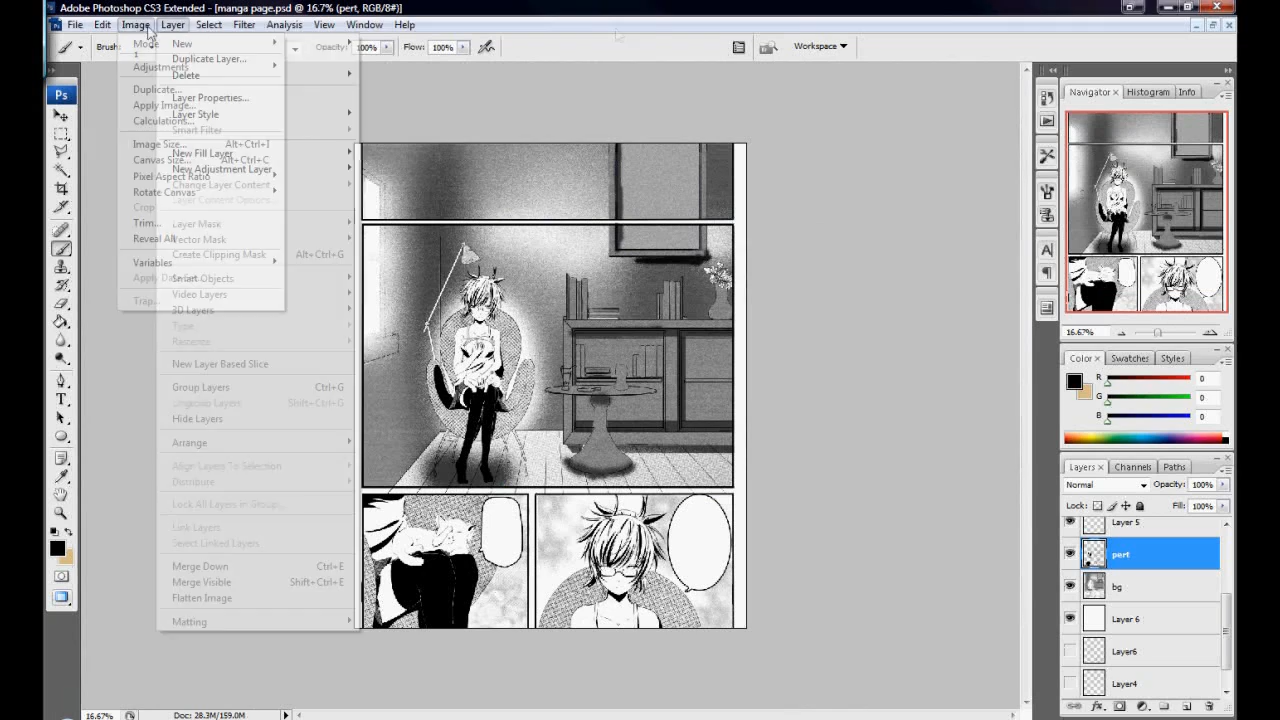 Adobe Photoshop CS3 Extended - [manga page.psd @ 16.7% (pert, RGB/8#)]
File Edit Image Layer Select Filter Analysis View Window Help
Brush: Opacity: 100% Flow: 100% Workspace
1
Mode
Adjustments
Duplicate...
Apply Image...
Calculations...
Image Size... Alt+Ctrl+I
Canvas Size... Alt+Ctrl+C
Pixel Aspect Ratio
Rotate Canvas
Crop
Trim...
Reveal All
Variables
Apply Data Set...
Trap...
New
Duplicate Layer...
Delete
Layer Properties...
Layer Style
Smart Filter
New Fill Layer
New Adjustment Layer
Change Layer Content
Layer Content Options...
Layer Mask
Vector Mask
Create Clipping Mask Alt+Ctrl+G
Smart Objects
Video Layers
3D Layers
Type
Rasterize
New Layer Based Slice
Group Layers Ctrl+G
Ungroup Layers Shift+Ctrl+G
Hide Layers
Arrange
Align Layers To Selection
Distribute
Lock All Layers in Group...
Link Layers
Select Linked Layers
Merge Down Ctrl+E
Merge Visible Shift+Ctrl+E
Flatten Image
Matting
Ps
Navigator Histogram Info
16.67%
Color Swatches Styles
R 0
G 0
B 0
Layers Channels Paths
Normal Opacity: 100%
Lock: Fill: 100%
Layer 5
pert
bg
Layer 6
Layer6
Layer4
16.67% Doc: 28.3M/159.0M